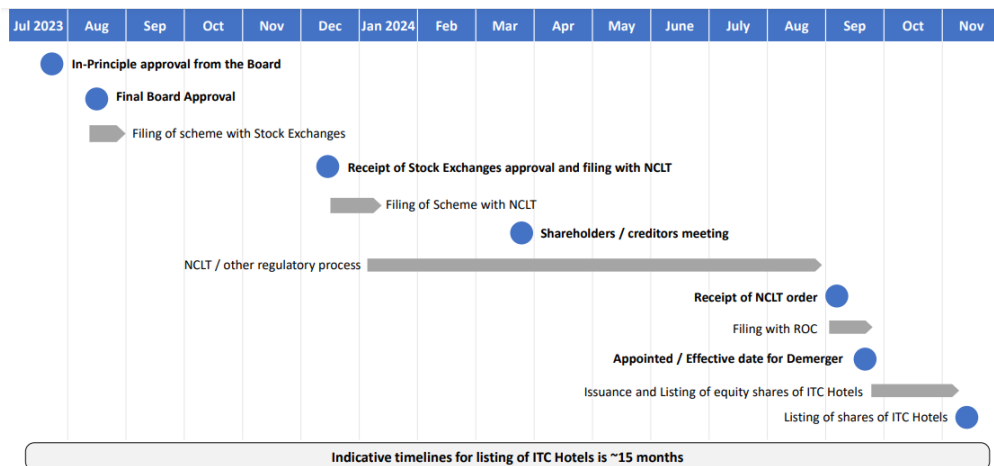 Jul 2023 Aug Sep Oct Nov Dec Jan 2024 Feb Mar Apr May June July Aug Sep Oct Nov
In-Principle approval from the Board
Final Board Approval
Filing of scheme with Stock Exchanges
Receipt of Stock Exchanges approval and filing with NCLT
Filing of Scheme with NCLT
Shareholders / creditors meeting
NCLT / other regulatory process
Receipt of NCLT order
Filing with ROC
Appointed / Effective date for Demerger
Issuance and Listing of equity shares of ITC Hotels
Listing of shares of ITC Hotels
Indicative timelines for listing of ITC Hotels is ~15 months